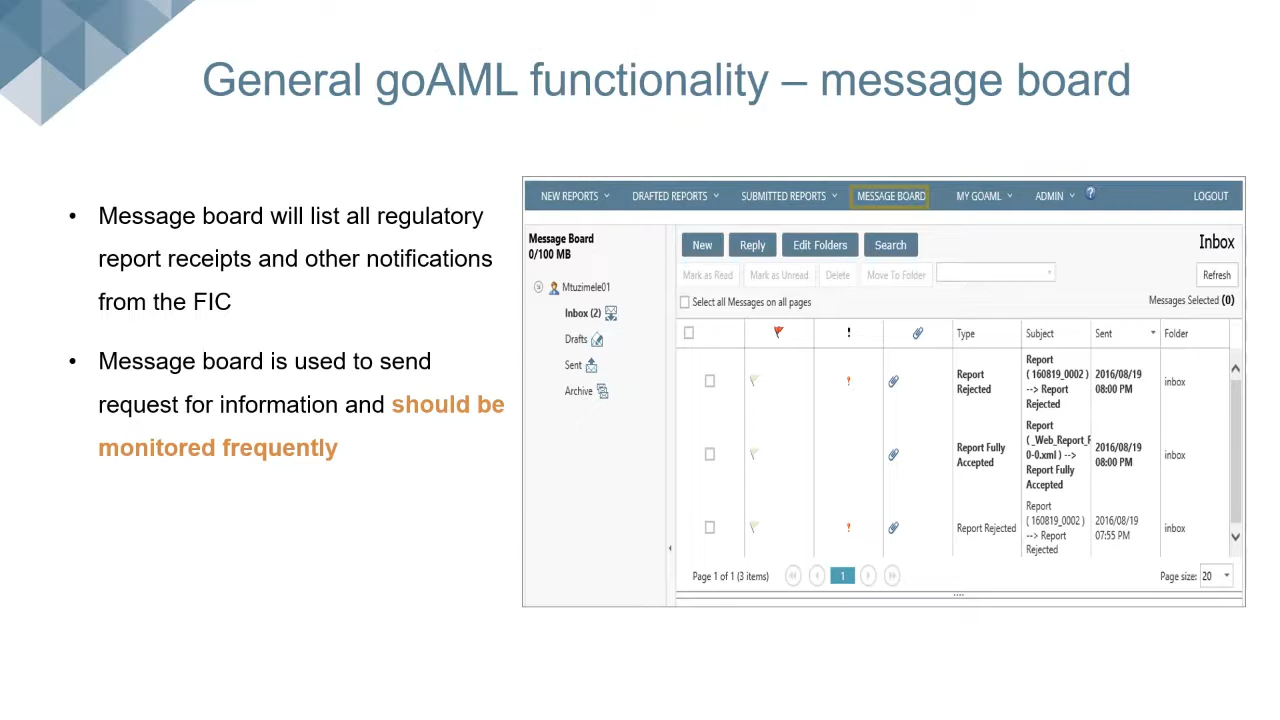 General goAML functionality – message board
• Message board will list all regulatory
report receipts and other notifications
from the FIC
• Message board is used to send
request for information and should be
monitored frequently
NEW REPORTS DRAFTED REPORTS SUBMITTED REPORTS MESSAGE BOARD MY GOAML ADMIN ? LOGOUT
Message Board
0/100 MB
Mtuzimele01
Inbox (2)
Drafts
Sent
Archive
New Reply Edit Folders Search Inbox
Mark as Read Mark as Unread Delete Move To Folder Refresh
Select all Messages on all pages Messages Selected (0)
! Type Subject Sent Folder
Report
Rejected
Report
( 160819_0002 )
--> Report
Rejected
2016/08/19
08:00 PM
inbox
Report Fully
Accepted
Report
( _Web_Report_F
0-0.xml ) -->
Report Fully
Accepted
2016/08/19
08:00 PM
inbox
Report Rejected
Report
( 160819_0002 )
--> Report
Rejected
2016/08/19
07:55 PM
inbox
Page 1 of 1 (3 items) 1 Page size: 20